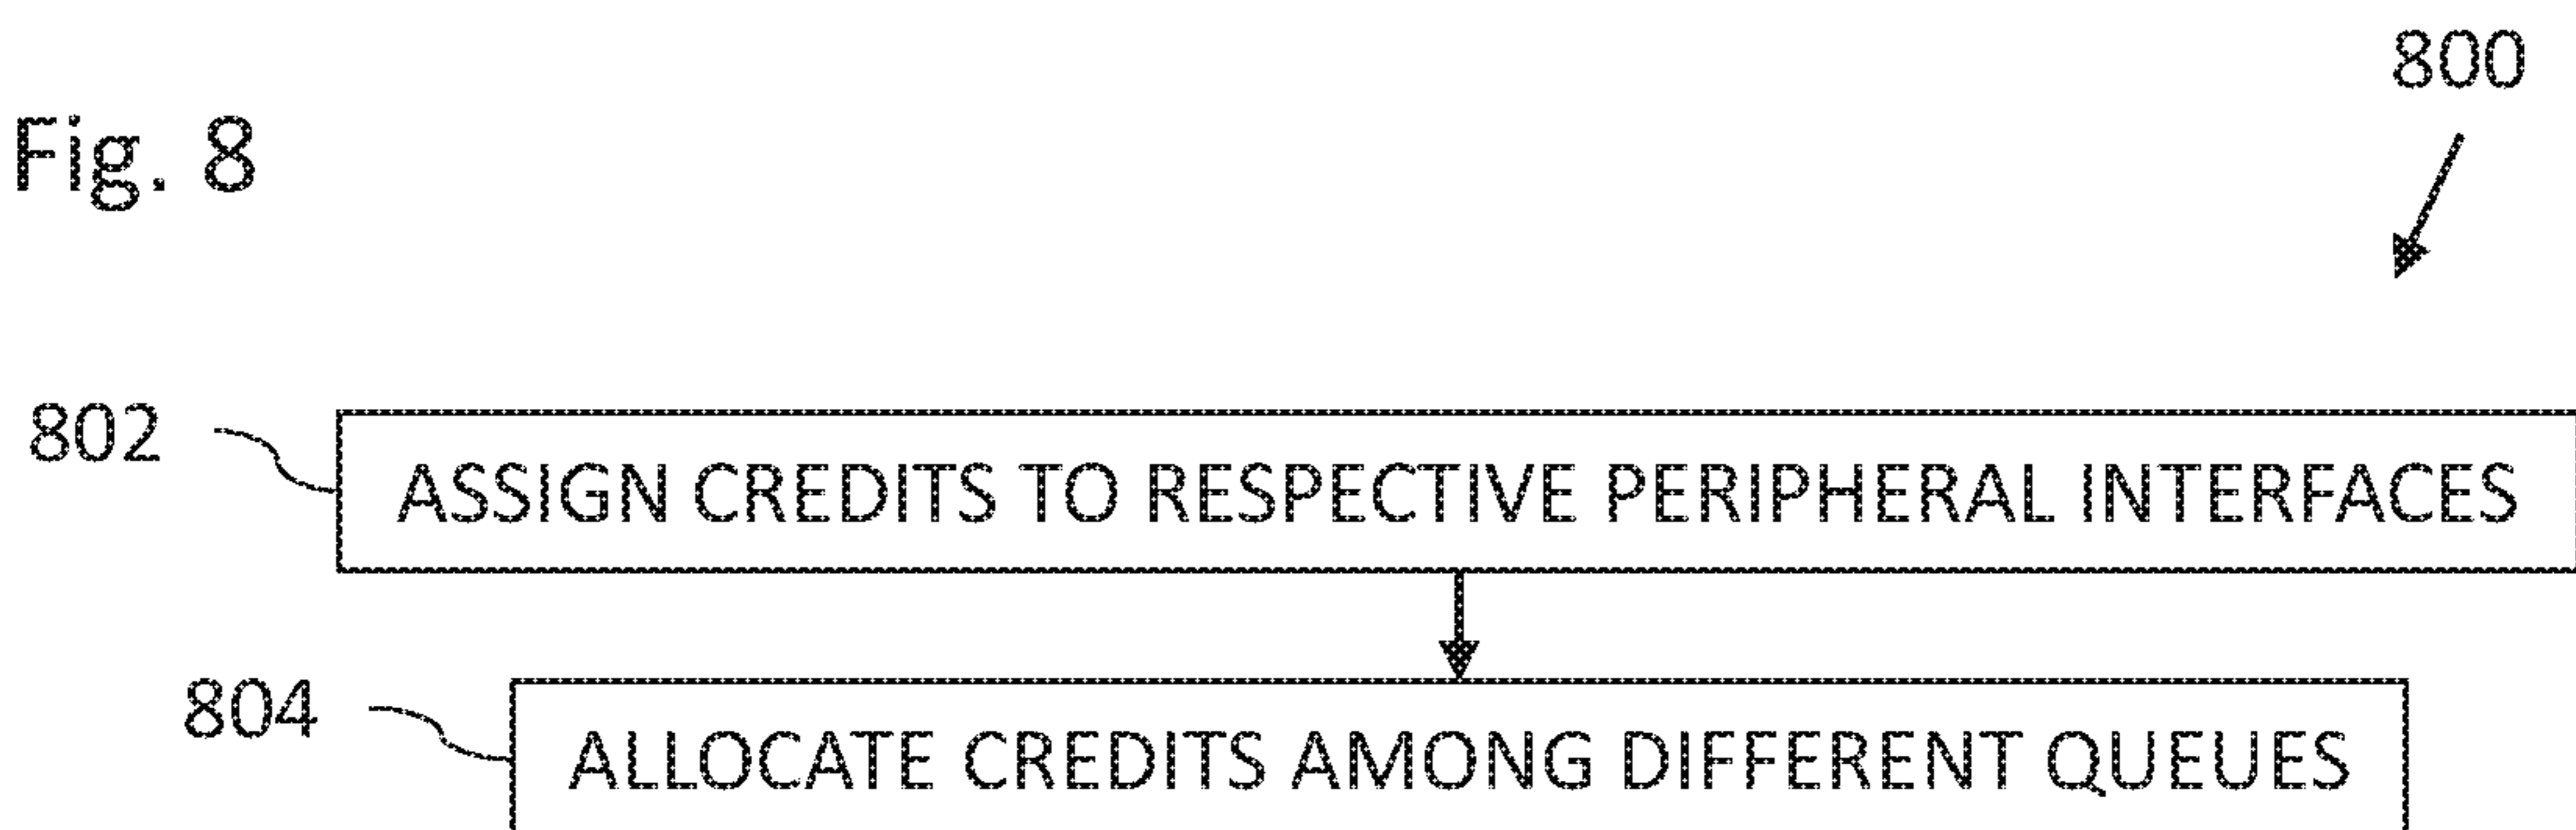 800
Fig. 8
802
ASSIGN CREDITS TO RESPECTIVE PERIPHERAL INTERFACES
804
ALLOCATE CREDITS AMONG DIFFERENT QUEUES